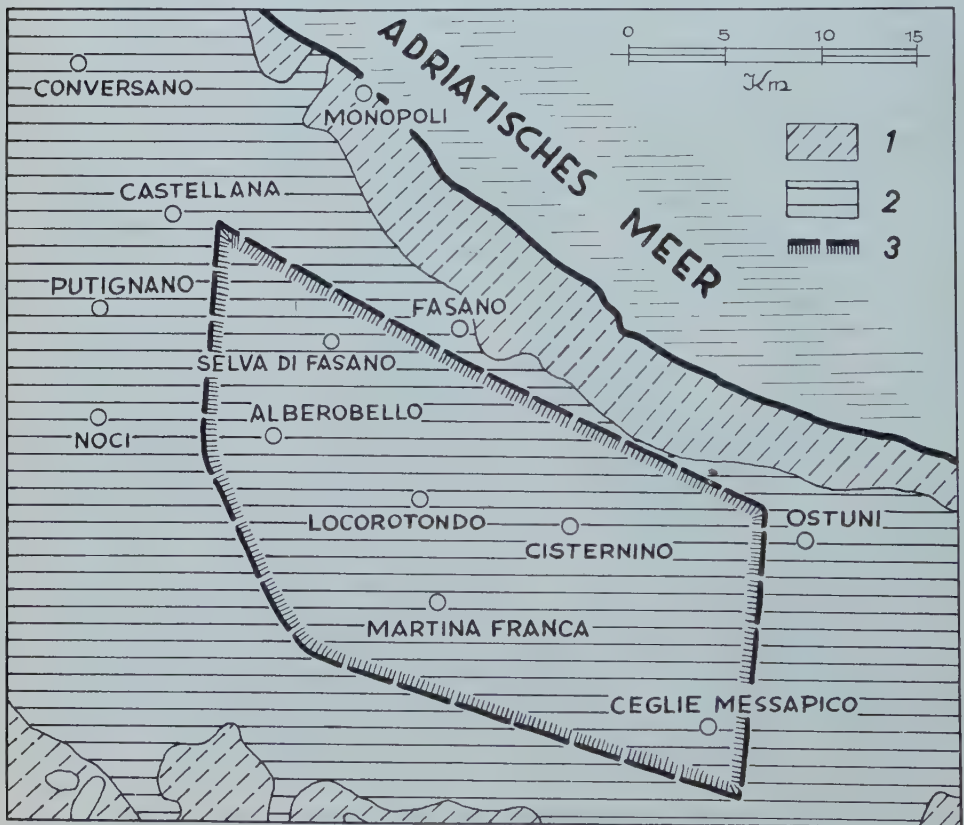 ADRIATISCHES MEER
0 5 10 15
Km
CONVERSANO
MONOPOLI
1
CASTELLANA
2
3
PUTIGNANO
FASANO
SELVA DI FASANO
ALBEROBELLO
NOCI
LOCOROTONDO
OSTUNI
CISTERNINO
MARTINA FRANCA
CEGLIE MESSAPICO